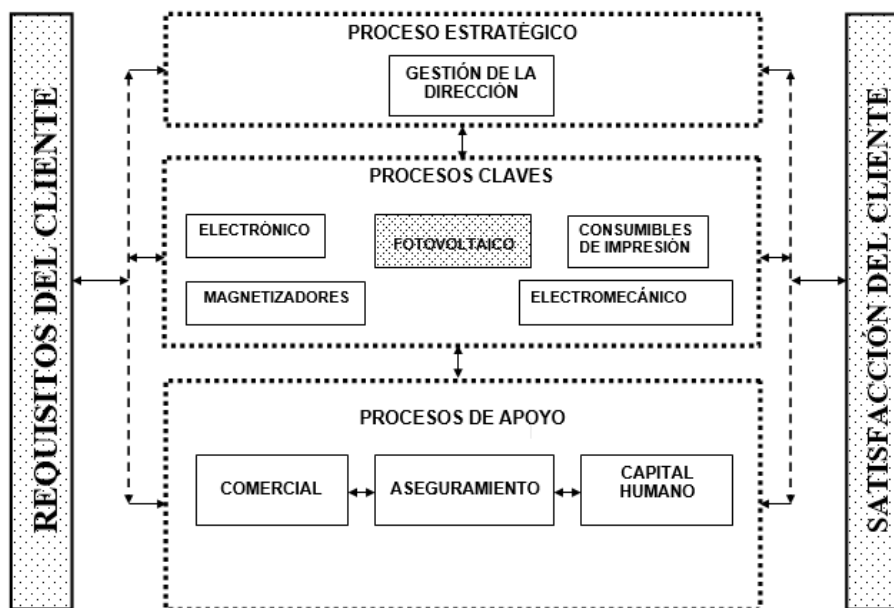 REQUISITOS DEL CLIENTE
PROCESO ESTRATÉGICO
GESTIÓN DE LA
DIRECCIÓN
PROCESOS CLAVES
ELECTRÓNICO
FOTOVOLTAICO
CONSUMIBLES
DE IMPRESIÓN
MAGNETIZADORES
ELECTROMECÁNICO
PROCESOS DE APOYO
COMERCIAL
ASEGURAMIENTO
CAPITAL
HUMANO
SATISFACCIÓN DEL CLIENTE